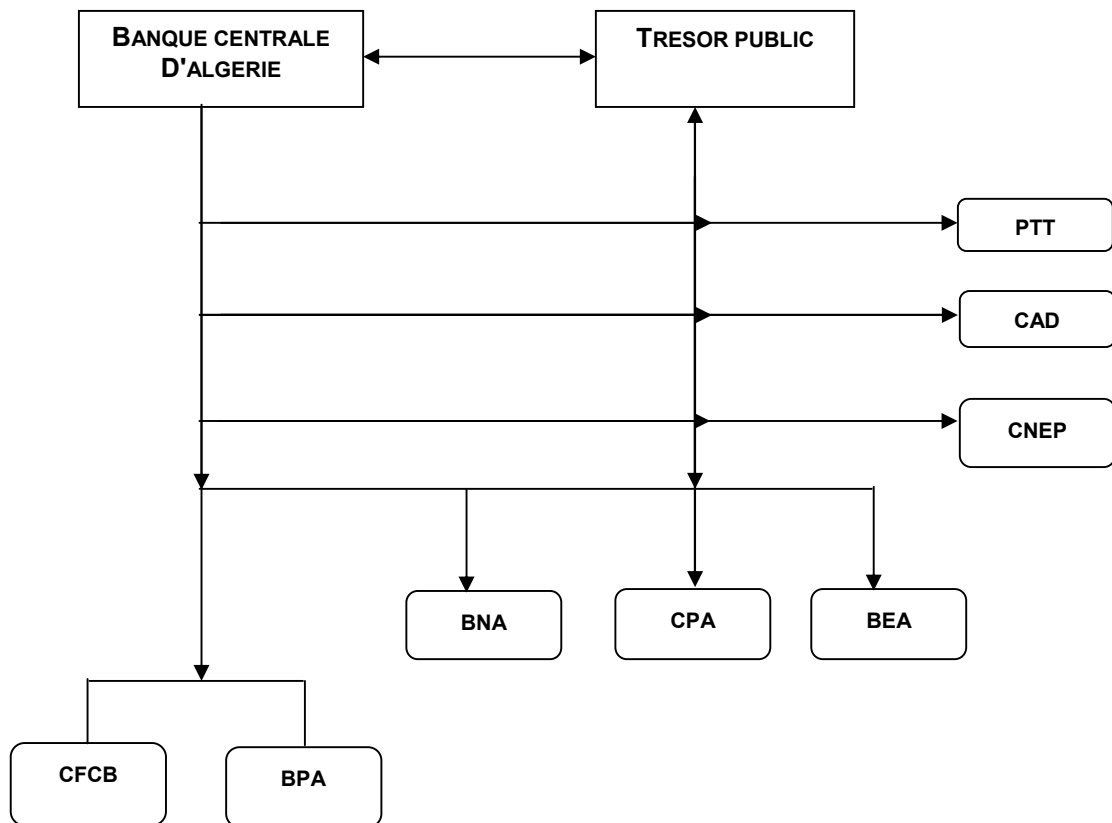 BANQUE CENTRALE
D'ALGERIE
TRESOR PUBLIC
PTT
CAD
CNEP
BNA
CPA
BEA
CFCB
BPA